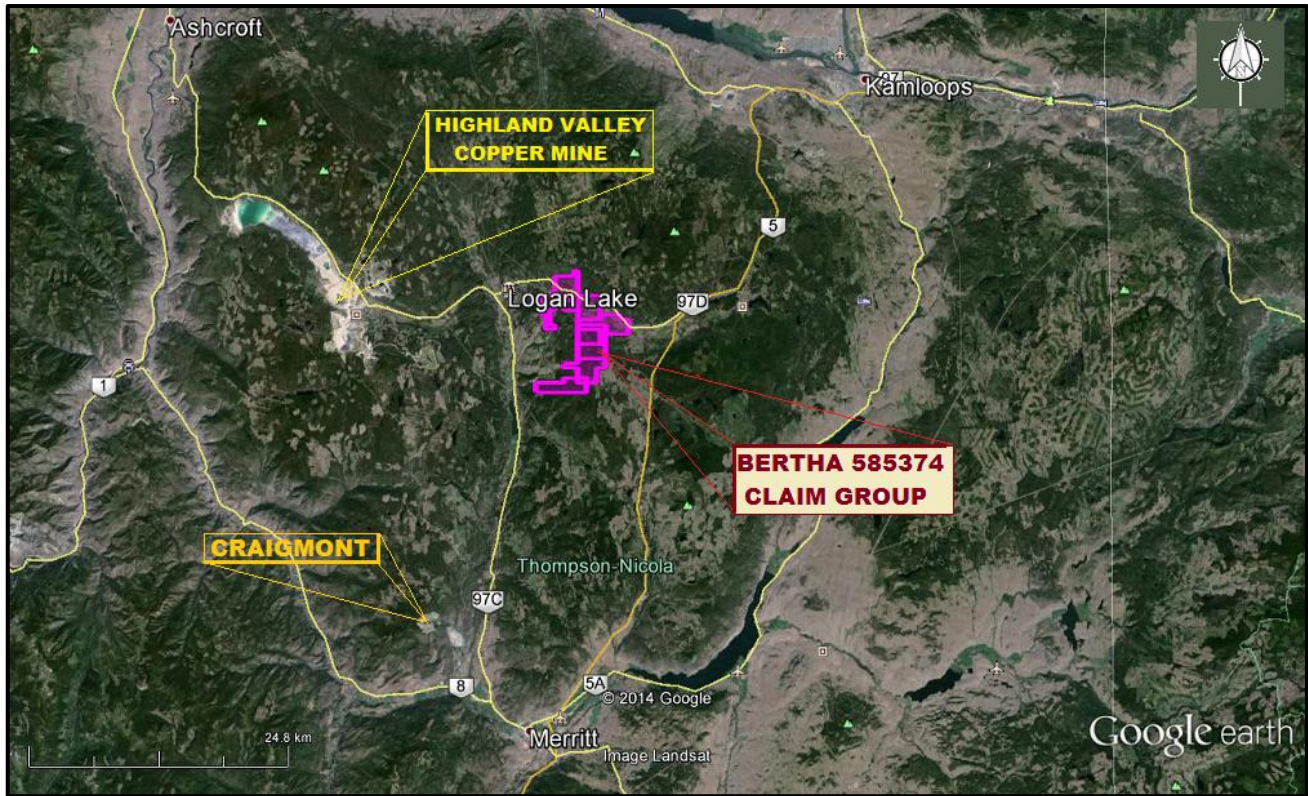 Ashcroft
97
Kamloops
HIGHLAND VALLEY
COPPER MINE
5
Logan Lake
97D
1
BERTHA 585374
CLAIM GROUP
CRAIGMONT
Thompson-Nicola
97C
8
5A
© 2014 Google
24.8 km
Merritt
Image Landsat
Google earth